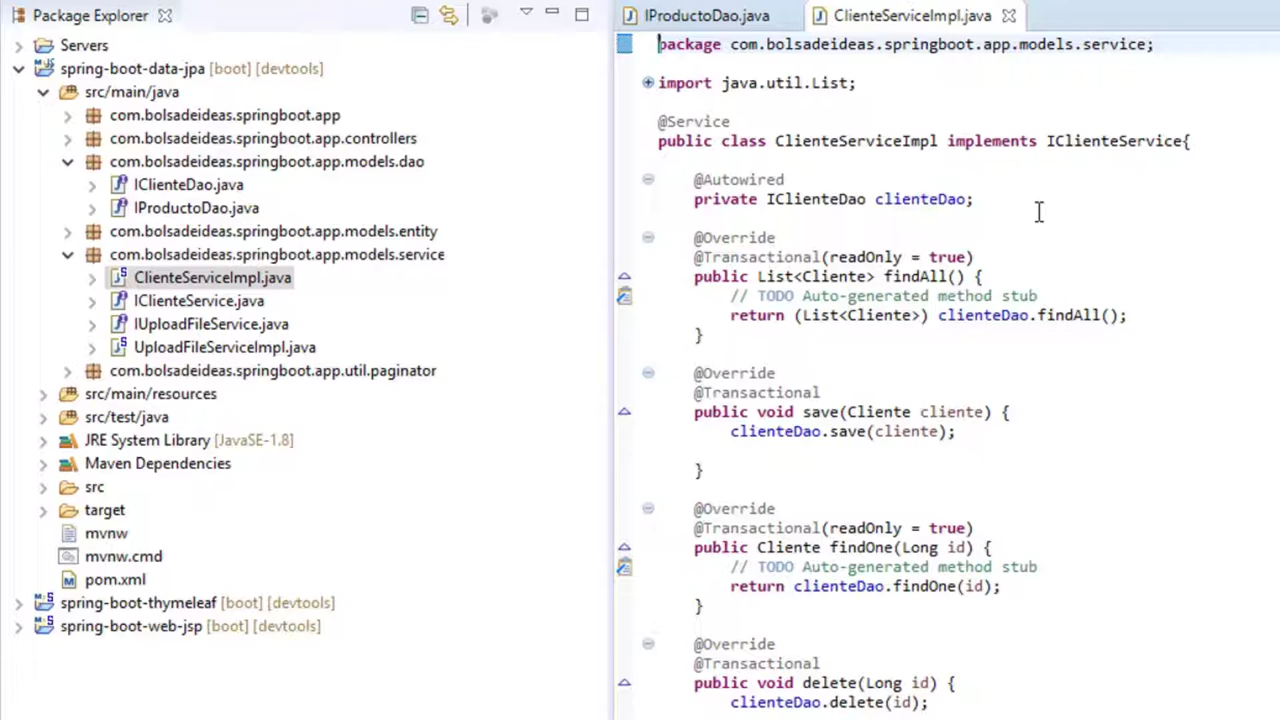 Package Explorer
Servers
spring-boot-data-jpa [boot] [devtools]
src/main/java
com.bolsadeideas.springboot.app
com.bolsadeideas.springboot.app.controllers
com.bolsadeideas.springboot.app.models.dao
IClienteDao.java
IProductoDao.java
com.bolsadeideas.springboot.app.models.entity
com.bolsadeideas.springboot.app.models.service
ClienteServiceImpl.java
IClienteService.java
IUploadFileService.java
UploadFileServiceImpl.java
com.bolsadeideas.springboot.app.util.paginator
src/main/resources
src/test/java
JRE System Library [JavaSE-1.8]
Maven Dependencies
src
target
mvnw
mvnw.cmd
pom.xml
spring-boot-thymeleaf [boot] [devtools]
spring-boot-web-jsp [boot] [devtools]
IProductoDao.java ClienteServiceImpl.java
package com.bolsadeideas.springboot.app.models.service;
import java.util.List;
@Service
public class ClienteServiceImpl implements IClienteService{
@Autowired
private IClienteDao clienteDao;
@Override
@Transactional(readOnly = true)
public List<Cliente> findAll() {
// TODO Auto-generated method stub
return (List<Cliente>) clienteDao.findAll();
}
@Override
@Transactional
public void save(Cliente cliente) {
clienteDao.save(cliente);
}
@Override
@Transactional(readOnly = true)
public Cliente findOne(Long id) {
// TODO Auto-generated method stub
return clienteDao.findOne(id);
}
@Override
@Transactional
public void delete(Long id) {
clienteDao.delete(id);